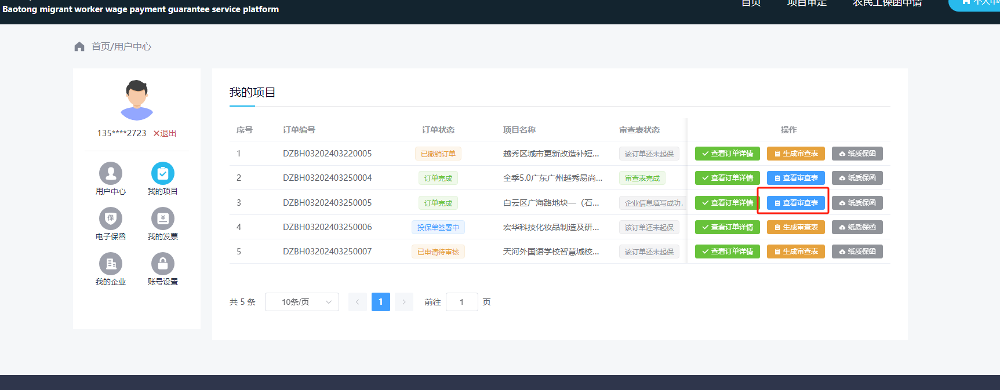 Baotong migrant worker wage payment guarantee service platform
首页 项目审定 农民工保函申请
首页/用户中心
135****2723 ✕退出
用户中心 我的项目
保 ¥
电子保函 我的发票
我的企业 账号设置
我的项目
序号 订单编号 订单状态 项目名称 审查表状态 操作
1 DZBH03202403220005 已撤销订单 越秀区城市更新改造补短... 该订单还未起保 查看订单详情 生成审查表 纸质保函
2 DZBH03202403250004 订单完成 全季5.0广东广州越秀易尚... 审查表完成 查看订单详情 查看审查表 纸质保函
3 DZBH03202403250005 订单完成 白云区广海路地块一（石... 企业信息填写成功, 查看订单详情 查看审查表 纸质保函
4 DZBH03202403250006 投保单签署中 宏华科技化妆品制造及研... 该订单还未起保 查看订单详情 生成审查表 纸质保函
5 DZBH03202403250007 已申请待审核 天河外国语学校智慧城校... 该订单还未起保 查看订单详情 生成审查表 纸质保函
共 5 条 10条/页 1 前往 1 页